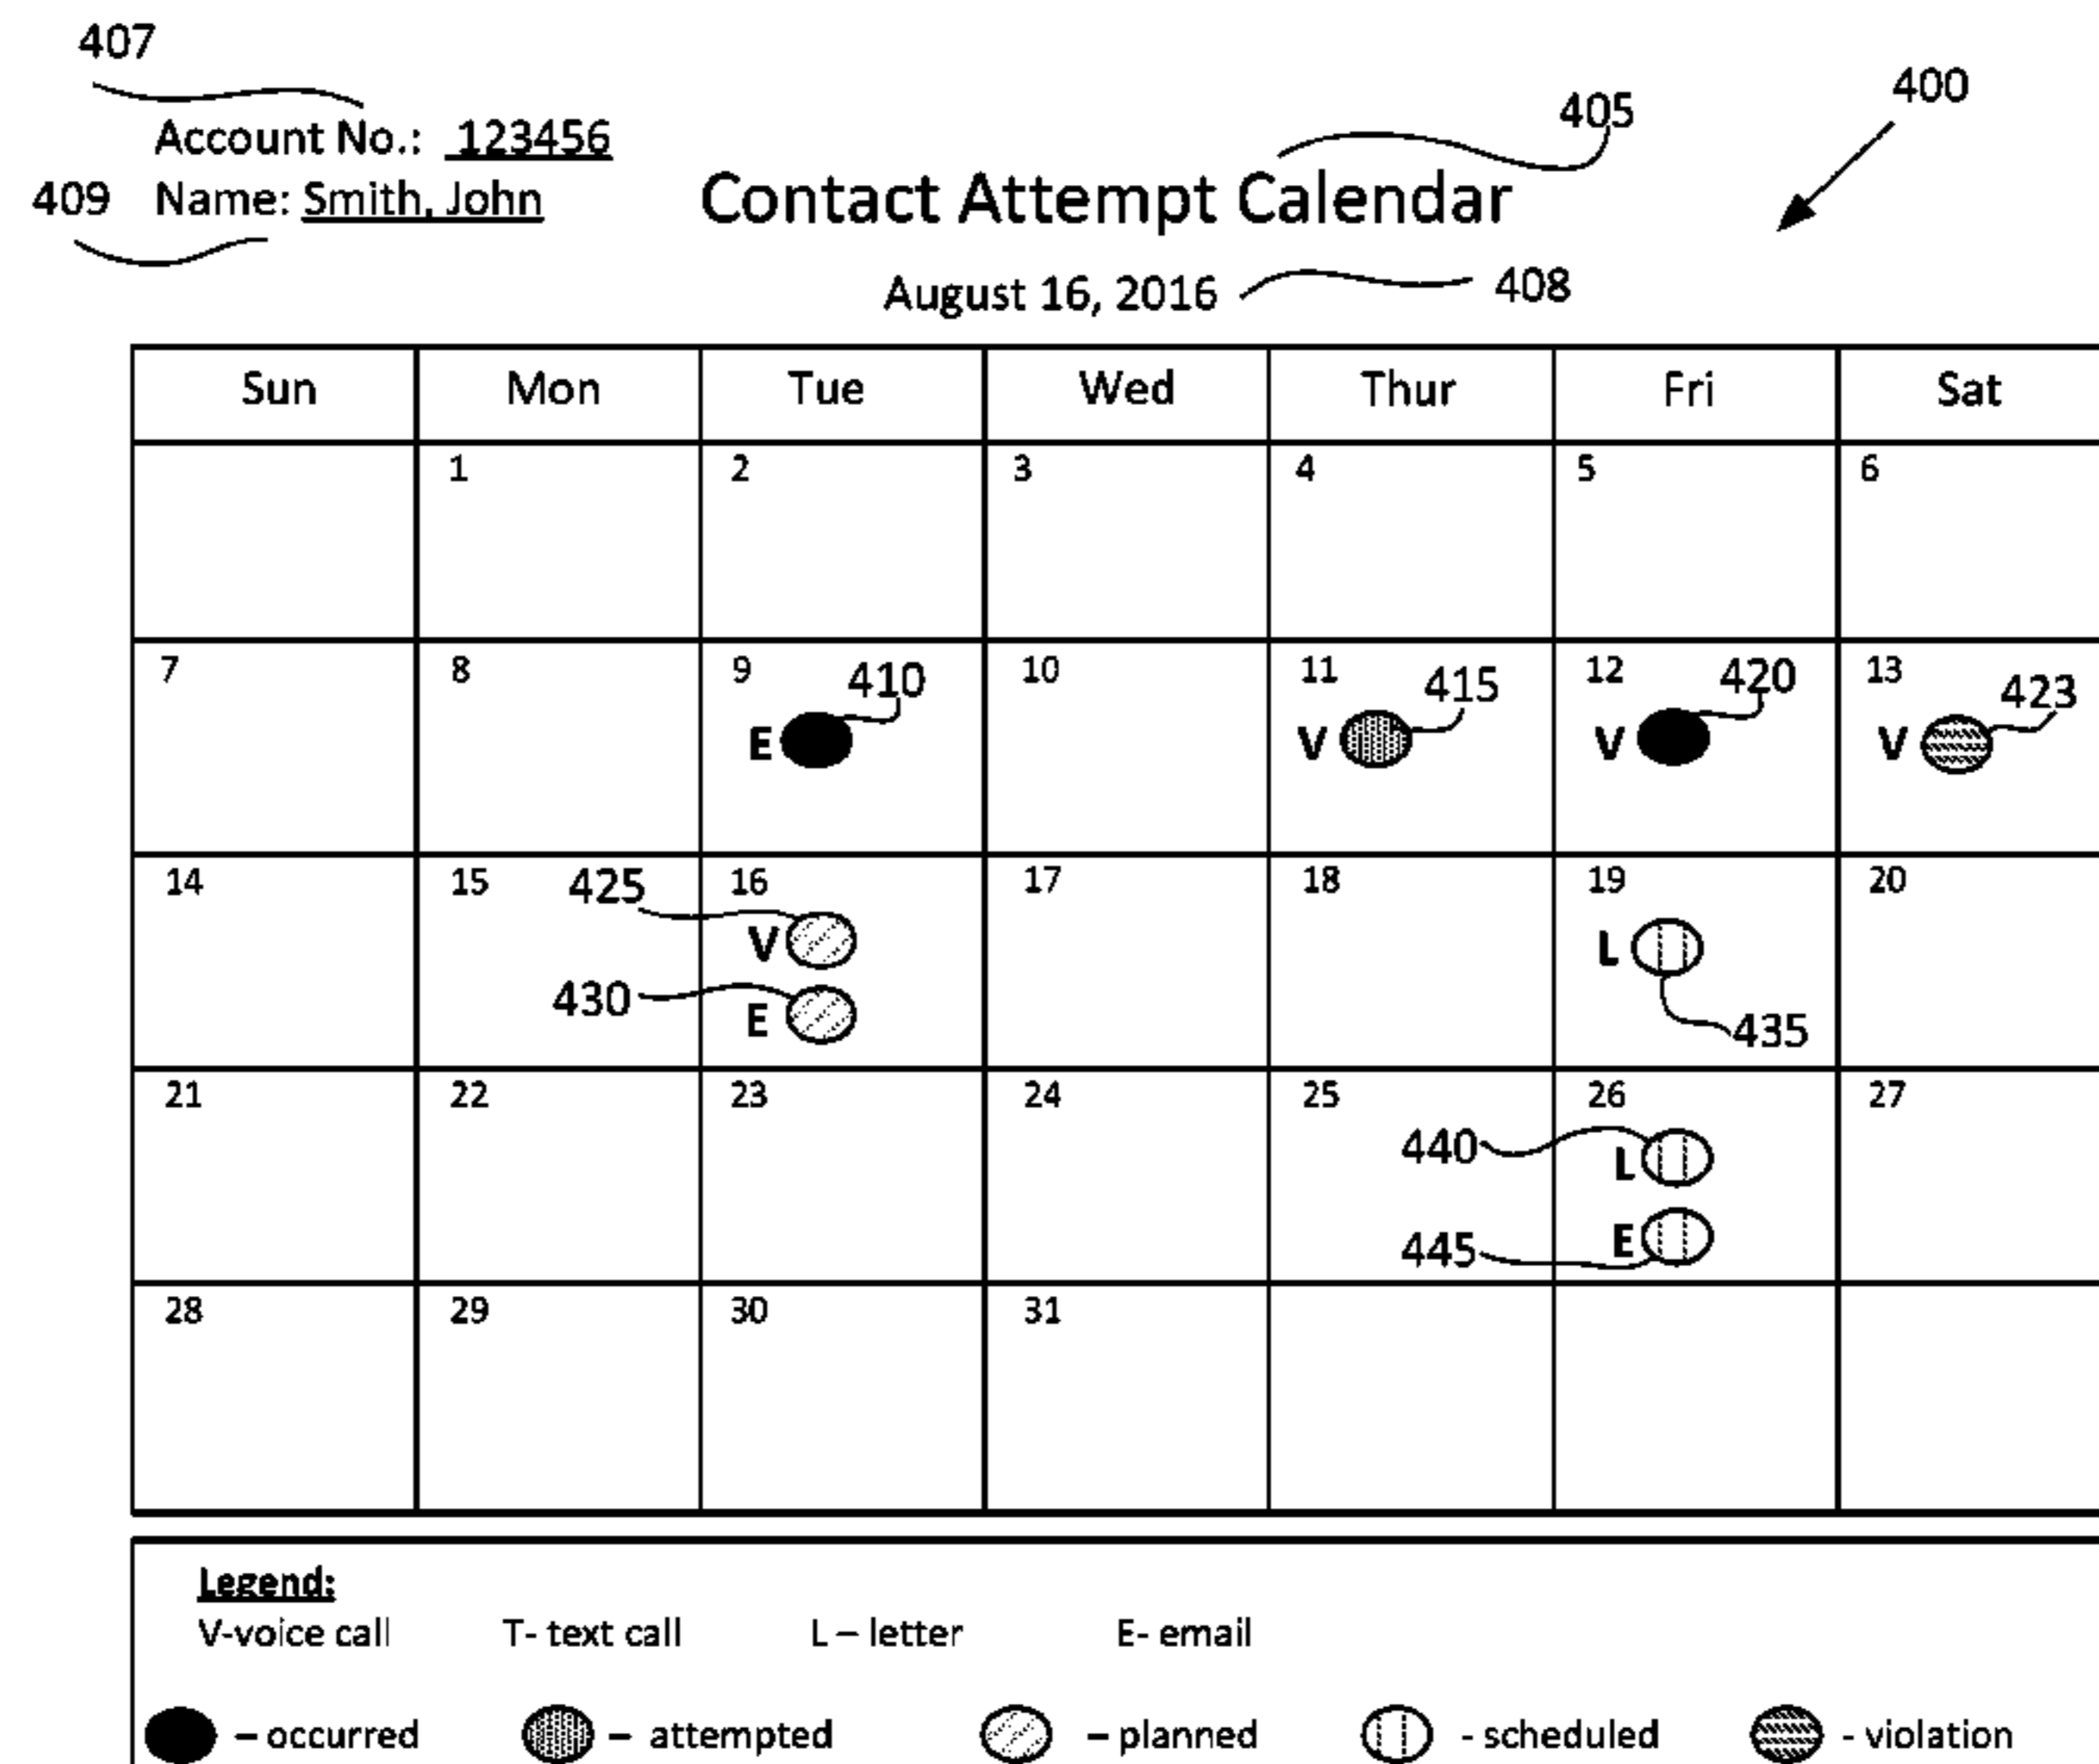 407
Account No.: 123456
405
400
409 Name: Smith, John
Contact Attempt Calendar
August 16, 2016 408
Sun Mon Tue Wed Thur Fri Sat
1 2 3 4 5 6
7 8 9 410 10 11 415 12 420 13 423
E V V V
14 15 425 16 17 18 19 20
V L
430 E 435
21 22 23 24 25 26 27
440 L
445 E
28 29 30 31
Legend:
V-voice call T- text call L – letter E- email
– occurred – attempted – planned - scheduled - violation